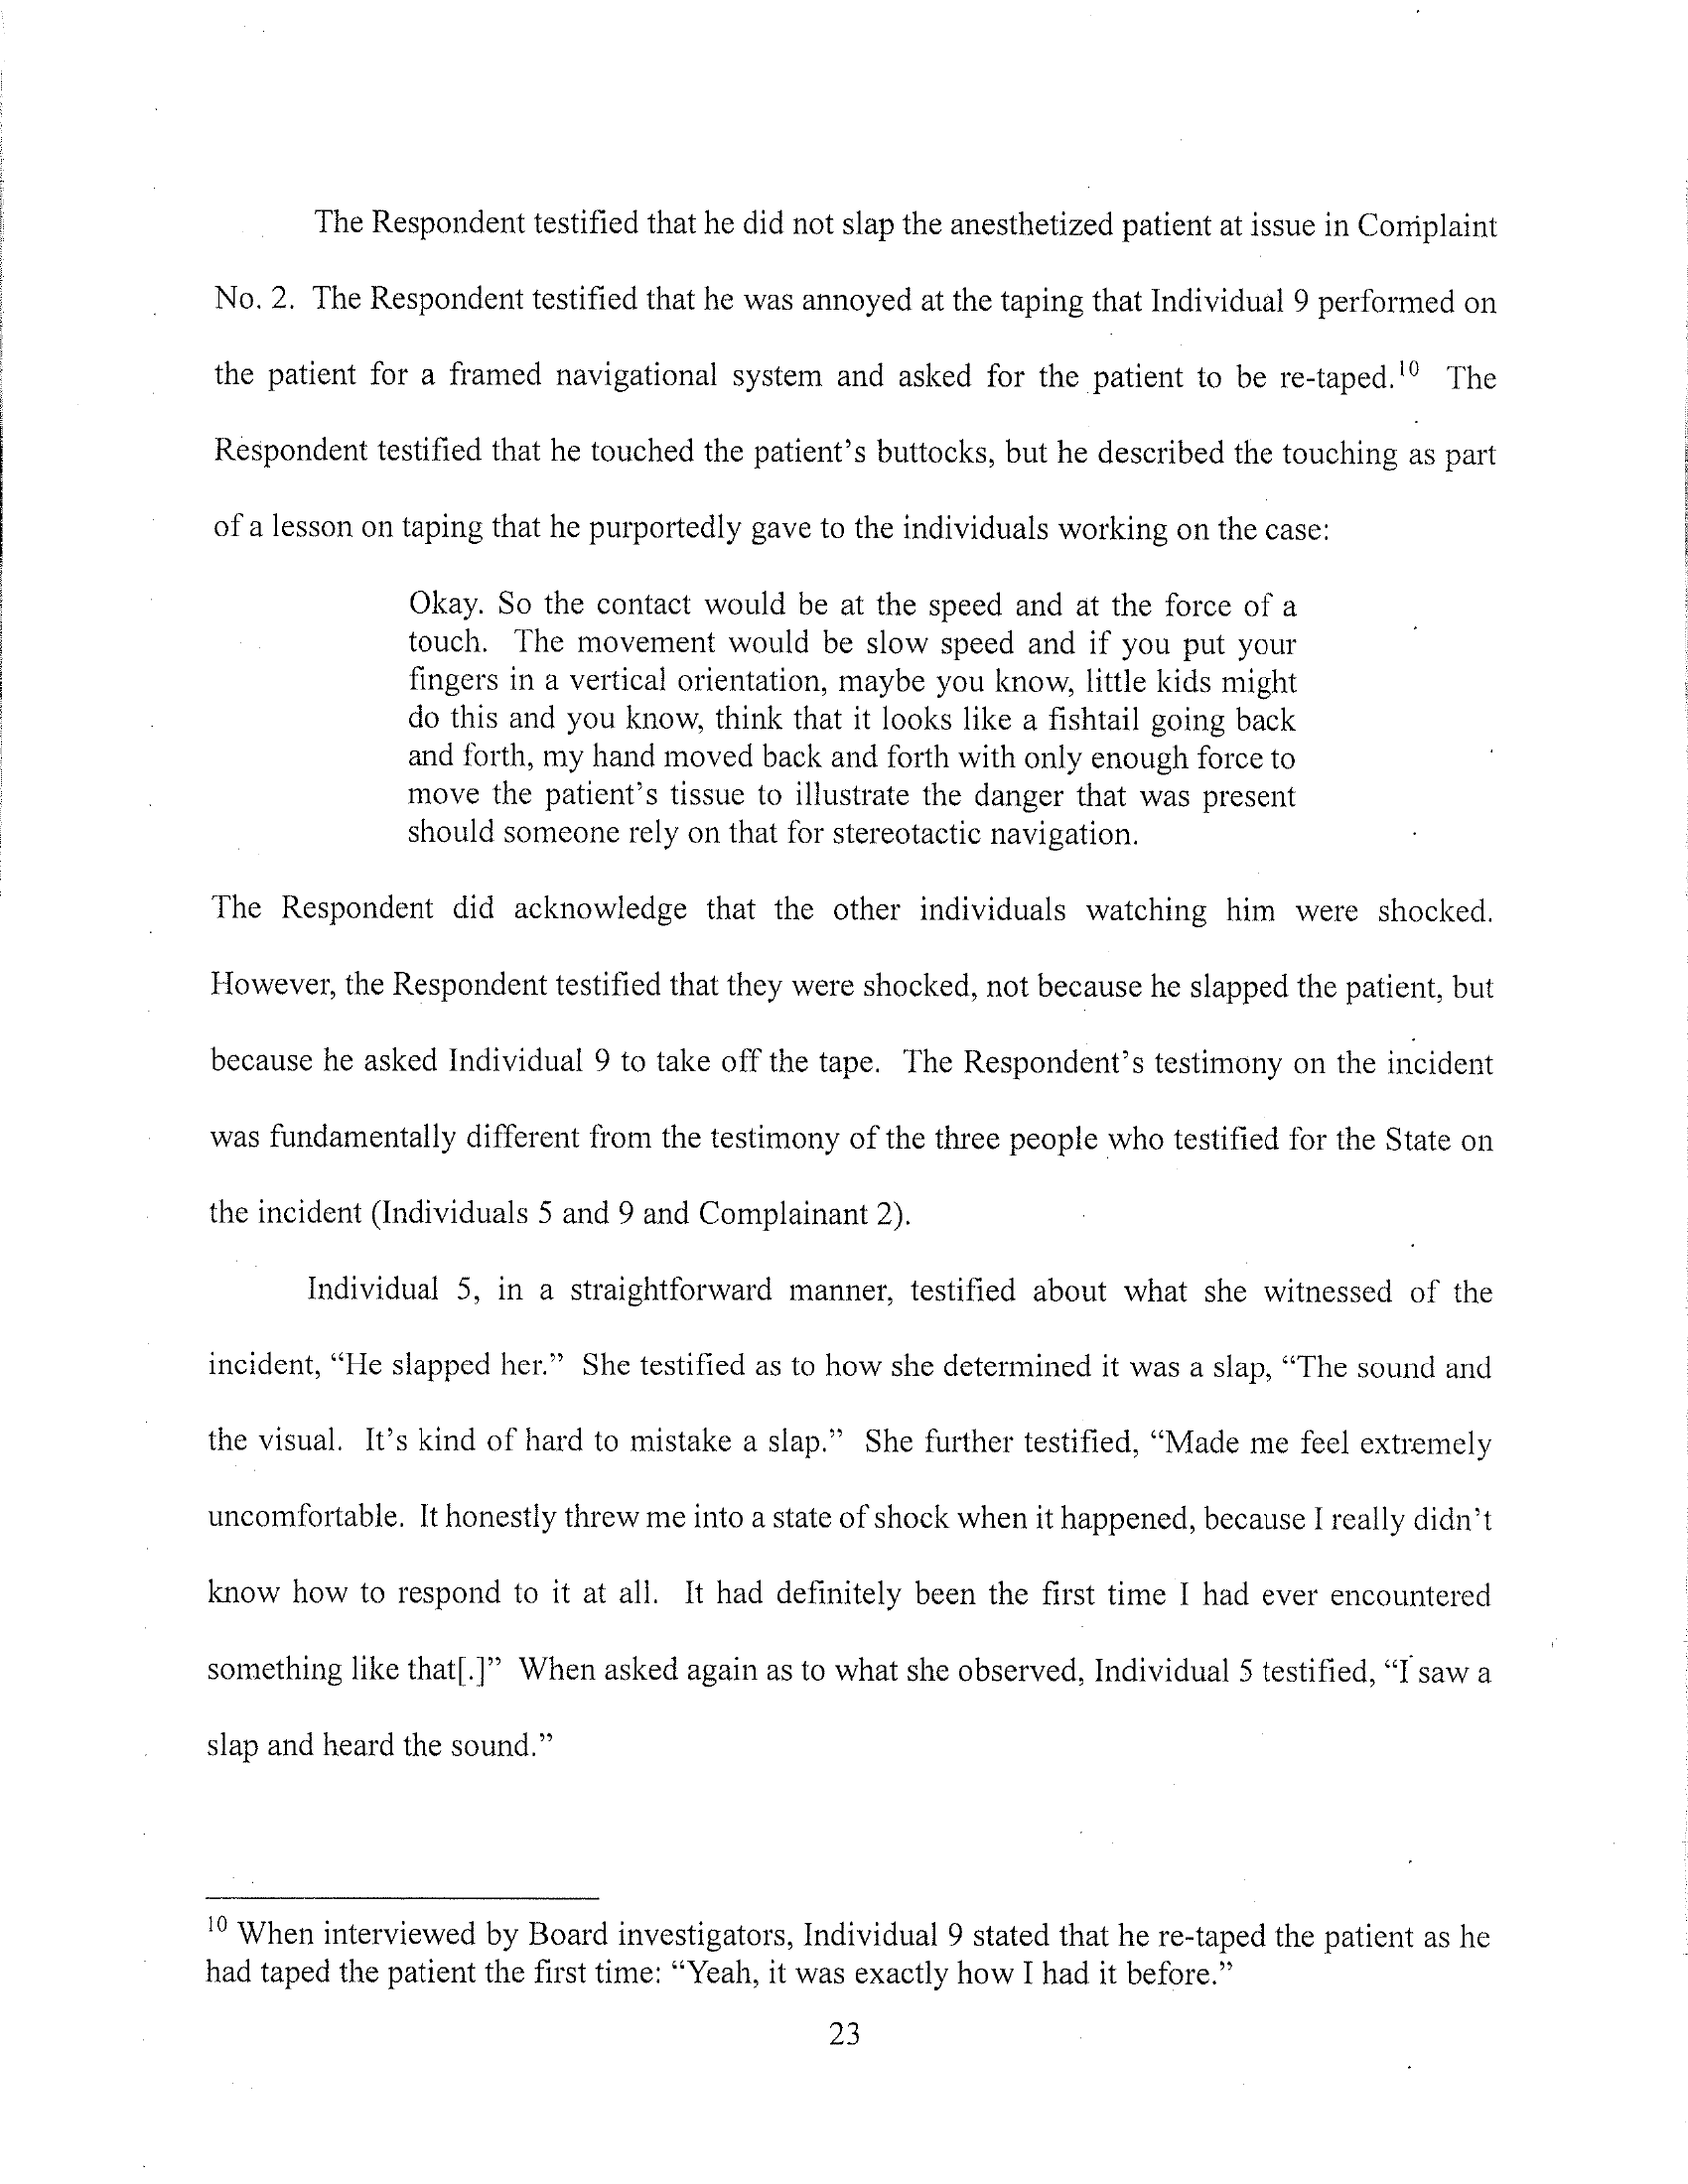 The Respondent testified that he did not slap the anesthetized patient at issue in Complaint
No. 2.  The Respondent testified that he was annoyed at the taping that Individual 9 performed on
the patient for a framed navigational system and asked for the patient to be re-taped.10  The
Respondent testified that he touched the patient's buttocks, but he described the touching as part
of a lesson on taping that he purportedly gave to the individuals working on the case:
Okay. So the contact would be at the speed and at the force of a
touch.  The movement would be slow speed and if you put your
fingers in a vertical orientation, maybe you know, little kids might
do this and you know, think that it looks like a fishtail going back
and forth, my hand moved back and forth with only enough force to
move the patient's tissue to illustrate the danger that was present
should someone rely on that for stereotactic navigation.
The Respondent did acknowledge that the other individuals watching him were shocked.
However, the Respondent testified that they were shocked, not because he slapped the patient, but
because he asked Individual 9 to take off the tape.  The Respondent's testimony on the incident
was fundamentally different from the testimony of the three people who testified for the State on
the incident (Individuals 5 and 9 and Complainant 2).
Individual 5, in a straightforward manner, testified about what she witnessed of the
incident, “He slapped her.”  She testified as to how she determined it was a slap, “The sound and
the visual.  It's kind of hard to mistake a slap.”  She further testified, “Made me feel extremely
uncomfortable.  It honestly threw me into a state of shock when it happened, because I really didn't
know how to respond to it at all.  It had definitely been the first time I had ever encountered
something like that[.]”  When asked again as to what she observed, Individual 5 testified, “I saw a
slap and heard the sound.”
10 When interviewed by Board investigators, Individual 9 stated that he re-taped the patient as he
had taped the patient the first time: “Yeah, it was exactly how I had it before.”
23